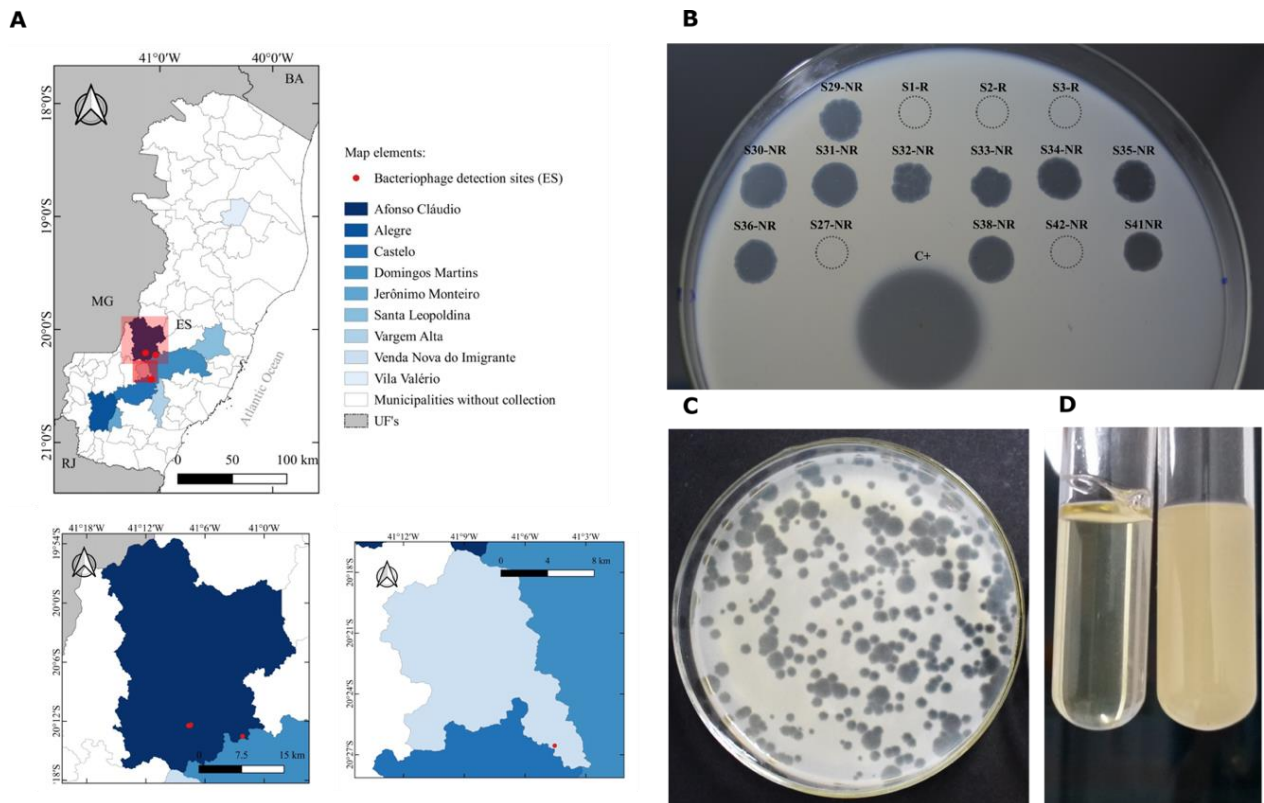 A
41°0'W 40°0'W
BA
18°0'S
19°0'S
20°0'S
21°0'S
MG
ES
RJ
Atlantic Ocean
0 50 100 km
Map elements:
Bacteriophage detection sites (ES)
Afonso Cláudio
Alegre
Castelo
Domingos Martins
Jerônimo Monteiro
Santa Leopoldina
Vargem Alta
Venda Nova do Imigrante
Vila Valério
Municipalities without collection
UF's
41°18'W 41°12'W 41°6'W 41°0'W
19°54'S
20°0'S
20°6'S
20°12'S
°18'S
0 7.5 15 km
41°12'W 41°9'W 41°6'W 41°3'W
0 4 8 km
20°18'S
20°21'S
20°24'S
20°27'S
B
S29-NR S1-R S2-R S3-R
S30-NR S31-NR S32-NR S33-NR S34-NR S35-NR
S36-NR S27-NR S38-NR S42-NR S41NR
C+
C
D